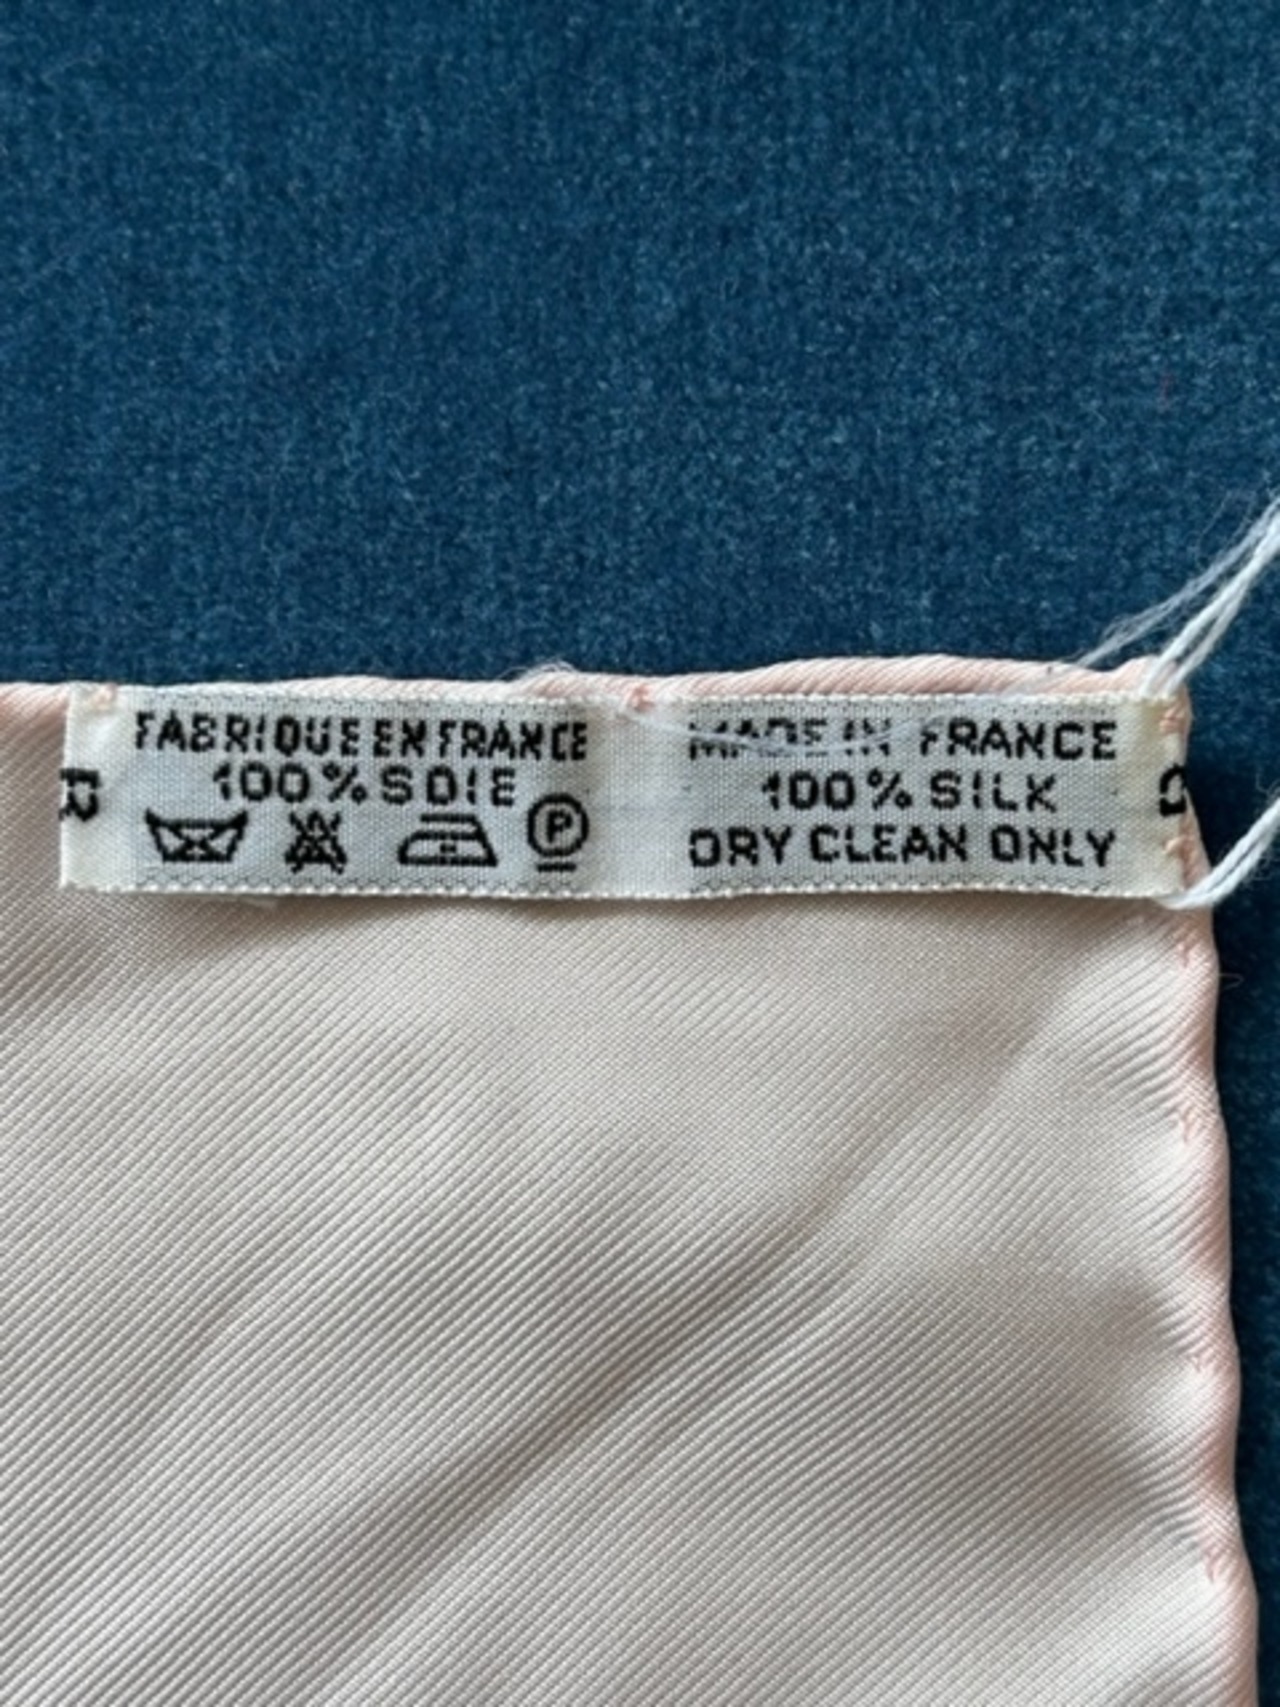 FABRIQUE EN FRANCE
100% SOIE
P
MADE IN FRANCE
100% SILK
DRY CLEAN ONLY